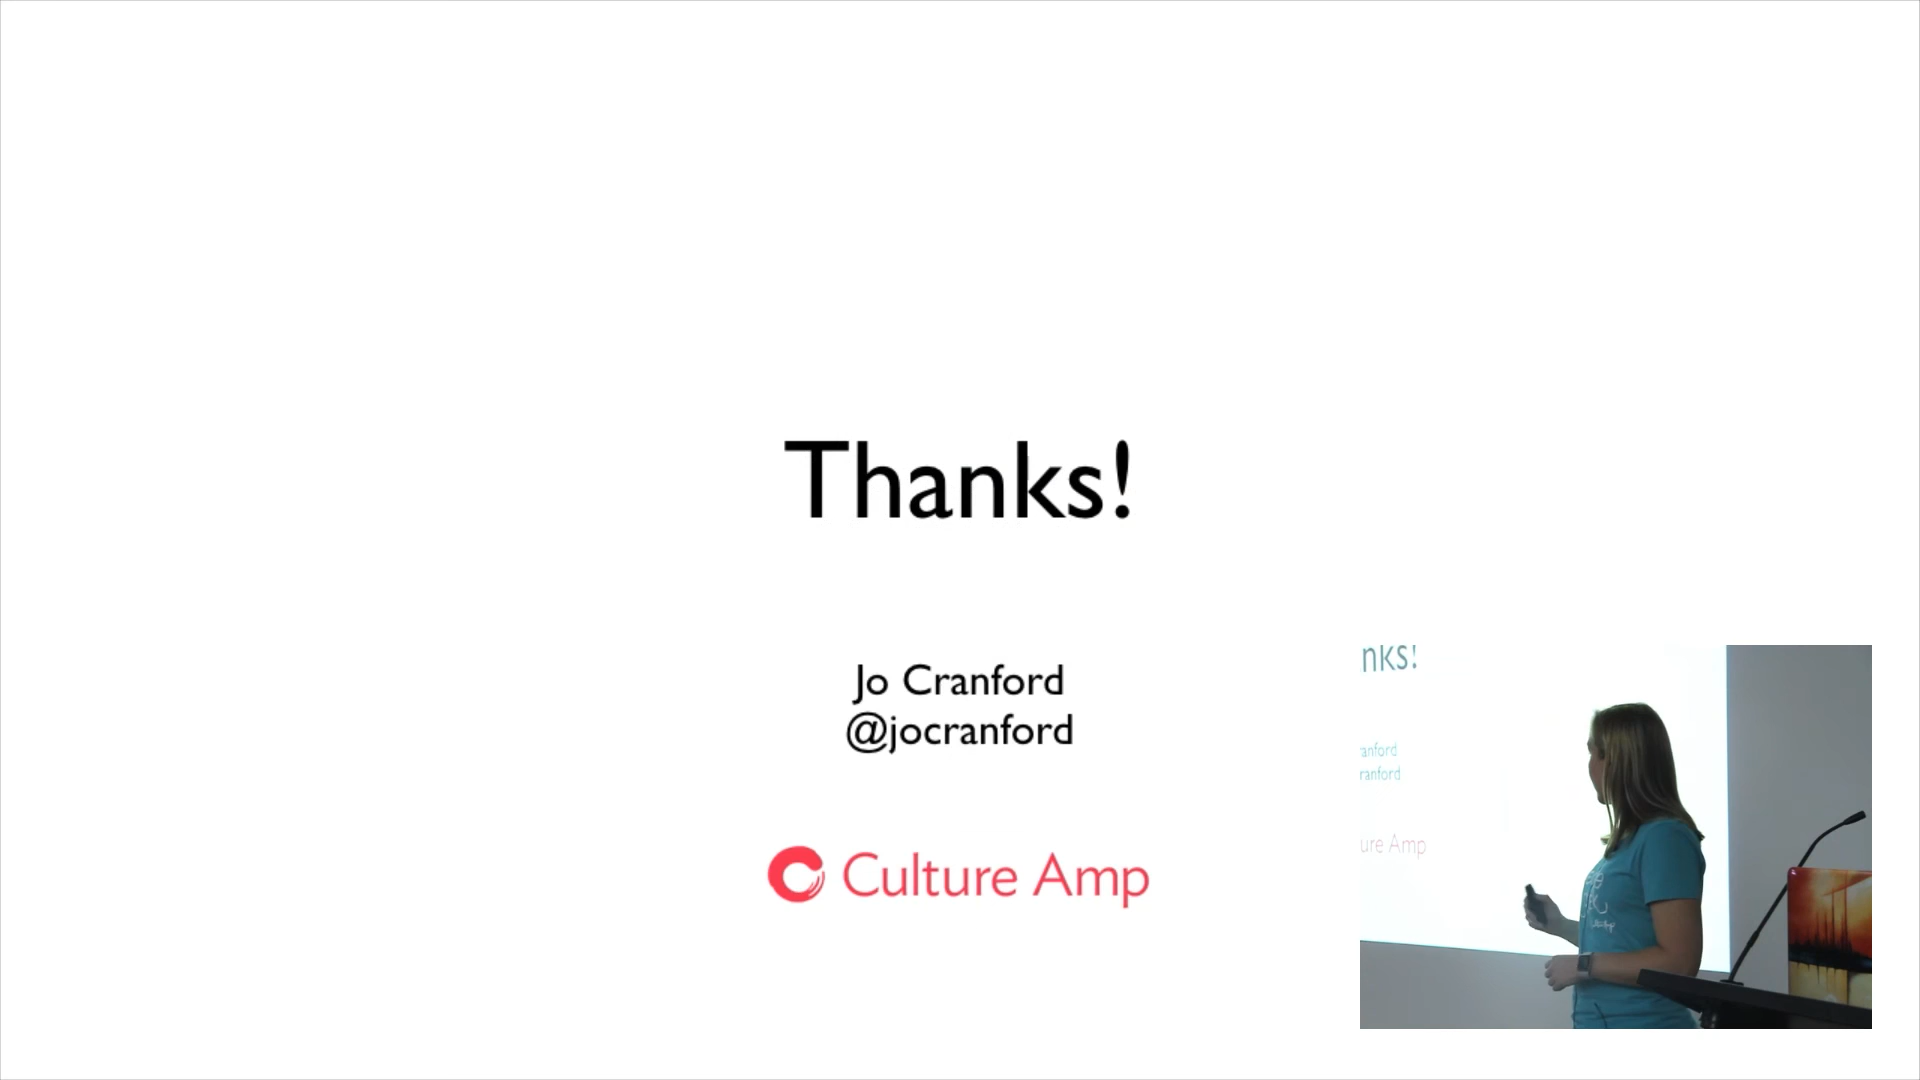 Thanks!
Jo Cranford
@jocranford
Culture Amp
nks!
anford
ranford
ure Amp